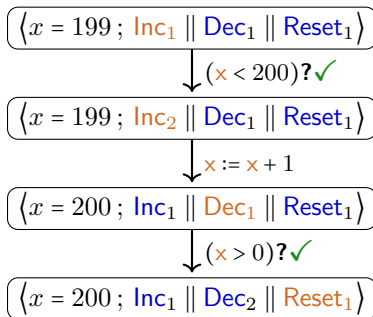 ⟨x = 199 ; Inc₁ || Dec₁ || Reset₁⟩
(x < 200)?✓
⟨x = 199 ; Inc₂ || Dec₁ || Reset₁⟩
x := x + 1
⟨x = 200 ; Inc₁ || Dec₁ || Reset₁⟩
(x > 0)?✓
⟨x = 200 ; Inc₁ || Dec₂ || Reset₁⟩